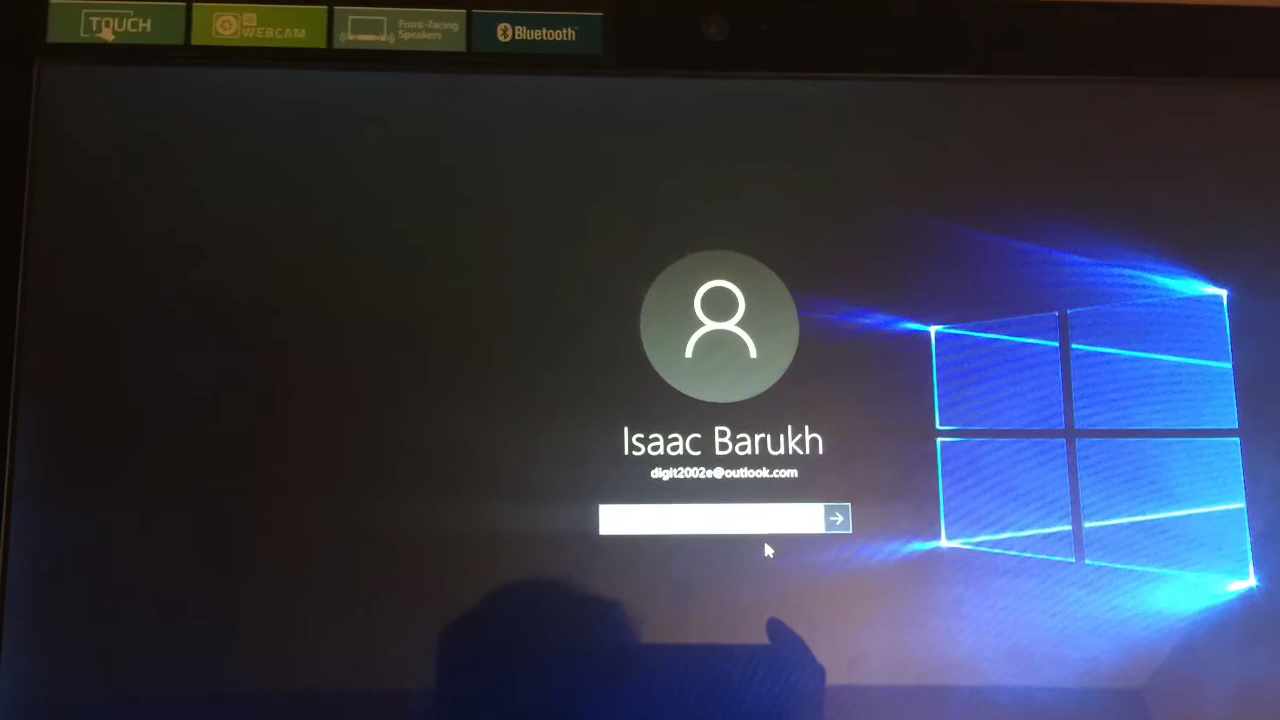 TOUCH
WEBCAM
Front-Facing
Speakers
Bluetooth
Isaac Barukh
digit2002e@outlook.com